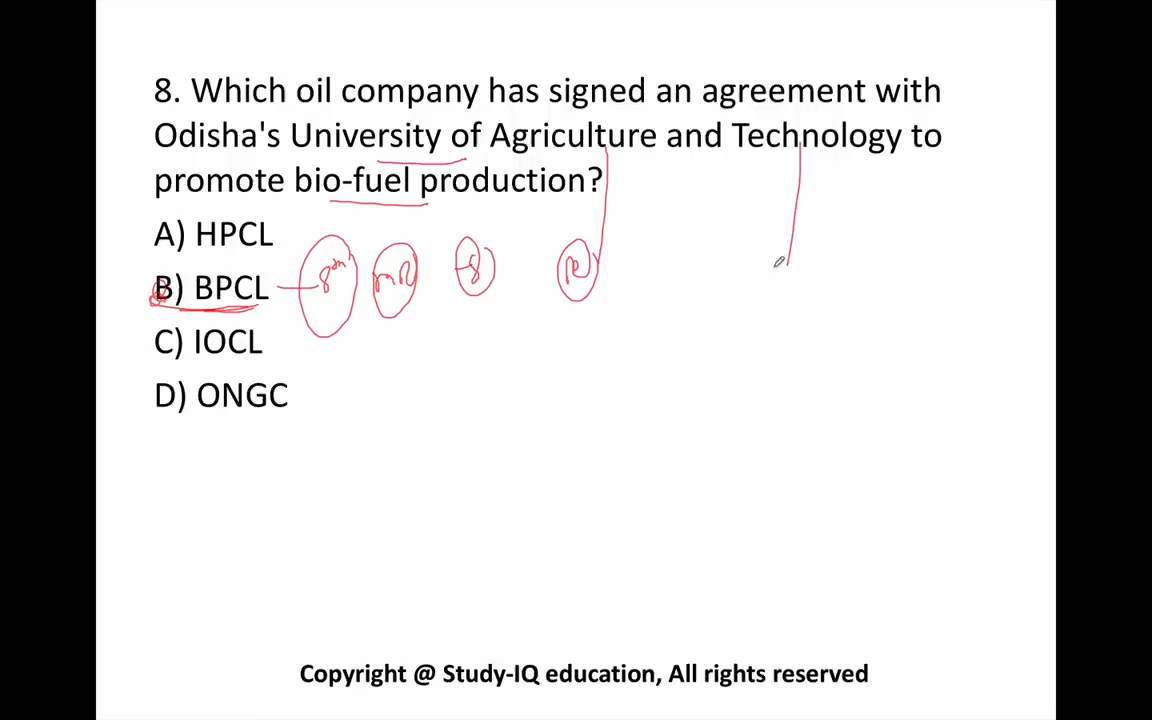 8. Which oil company has signed an agreement with
Odisha's University of Agriculture and Technology to
promote bio-fuel production?
A) HPCL
B) BPCL
C) IOCL
D) ONGC
Copyright @ Study-IQ education, All rights reserved